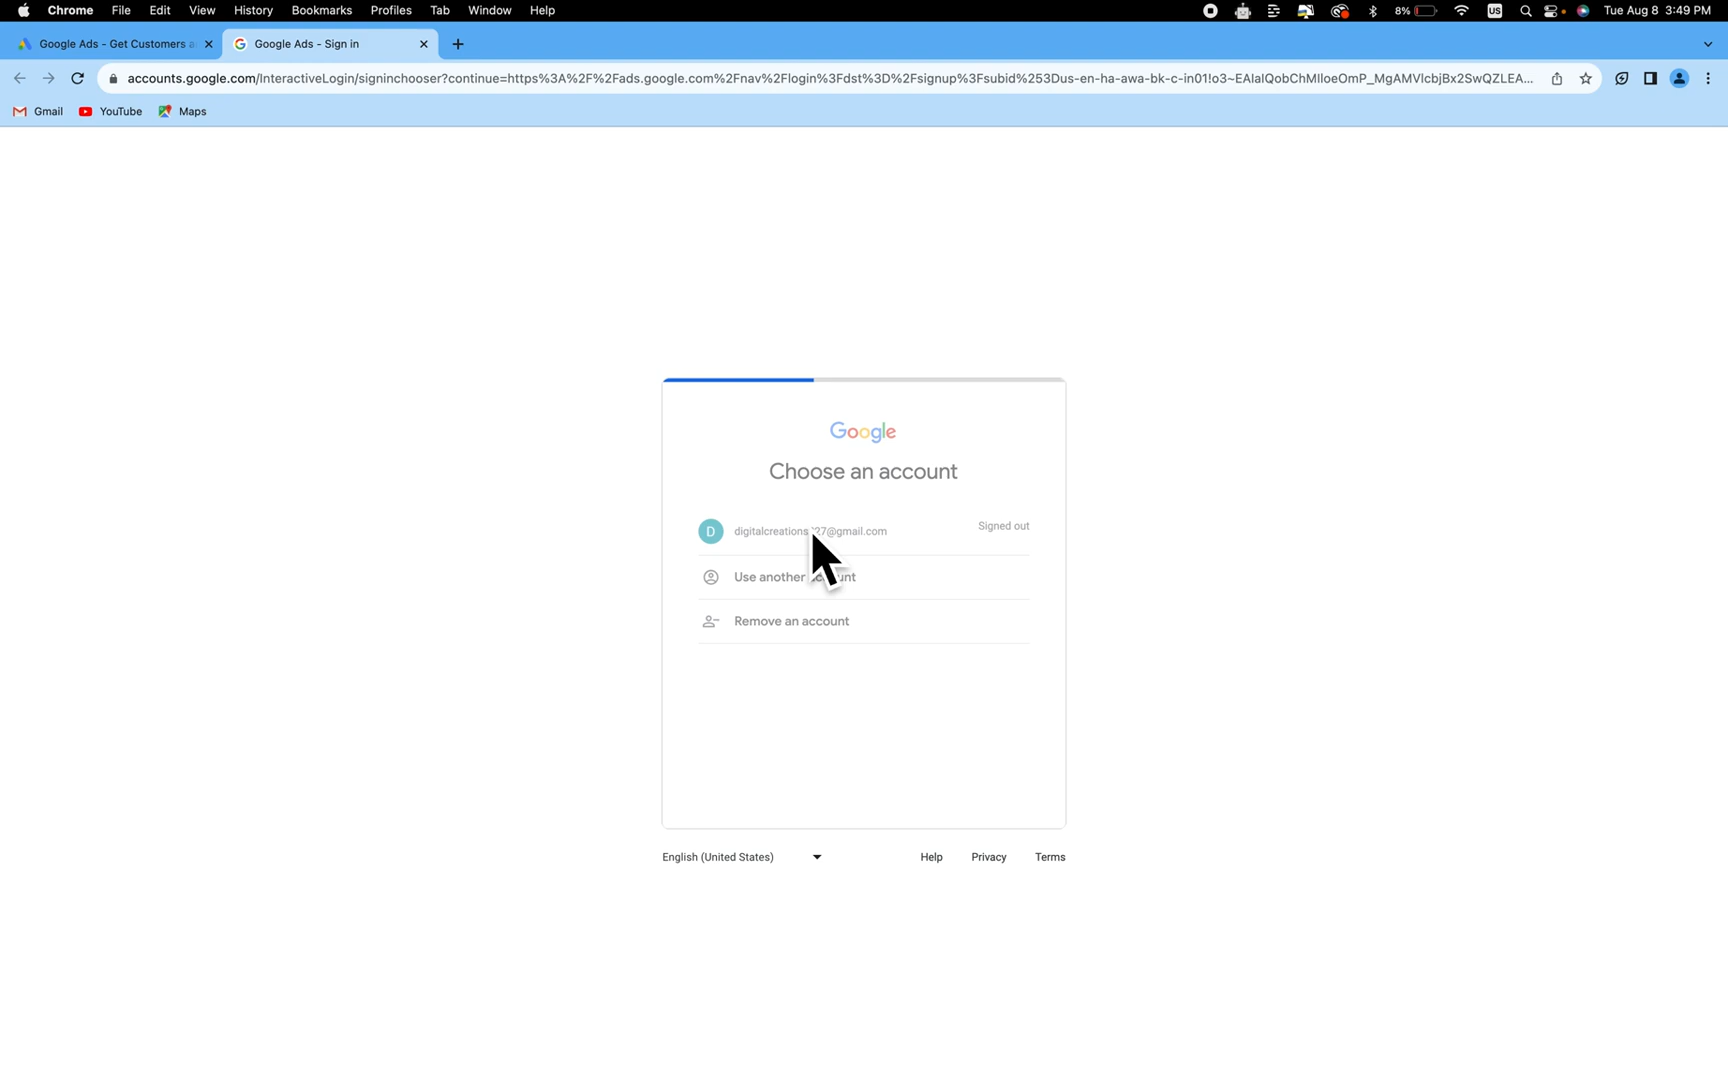 Chrome File Edit View History Bookmarks Profiles Tab Window Help 8% US Tue Aug 8 3:49 PM
Google Ads - Get Customers Google Ads - Sign in
accounts.google.com/InteractiveLogin/signinchooser?continue=https%3A%2F%2Fads.google.com%2Fnav%2Flogin%3Fdst%3D%2Fsignup%3Fsubid%253Dus-en-ha-awa-bk-c-in01!o3~EAIaIQobChMIloeOmP_MgAMVIcbjBx2SwQZLEA...
Gmail YouTube Maps
Google
Choose an account
D Signed out
Use another
Remove an account
English (United States) Help Privacy Terms